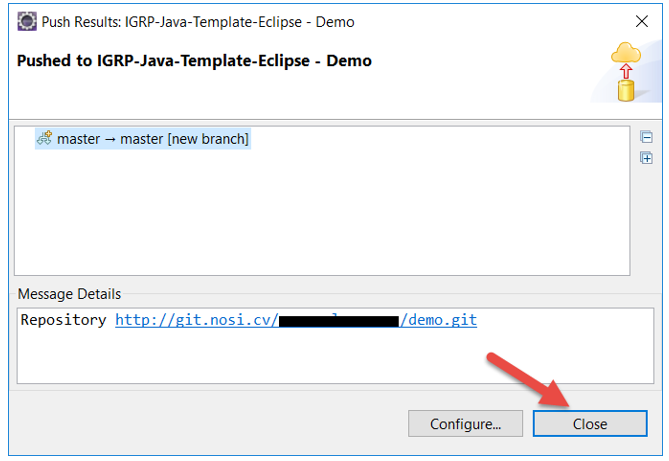 Push Results: IGRP-Java-Template-Eclipse - Demo
Pushed to IGRP-Java-Template-Eclipse - Demo
master → master [new branch]
Message Details
Repository http://git.nosi.cv/ /demo.git
Configure...
Close